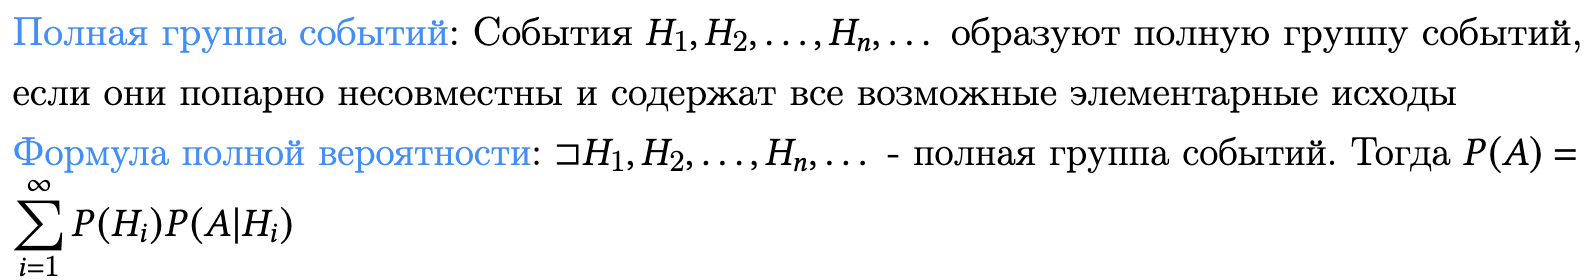 Полная группа событий: События H₁, H₂, . . . , Hₙ, . . . образуют полную группу событий,
если они попарно несовместны и содержат все возможные элементарные исходы
Формула полной вероятности: ⊐H₁, H₂, . . . , Hₙ, . . . - полная группа событий. Тогда P(A) =
∞
∑ P(Hᵢ)P(A|Hᵢ)
i=1